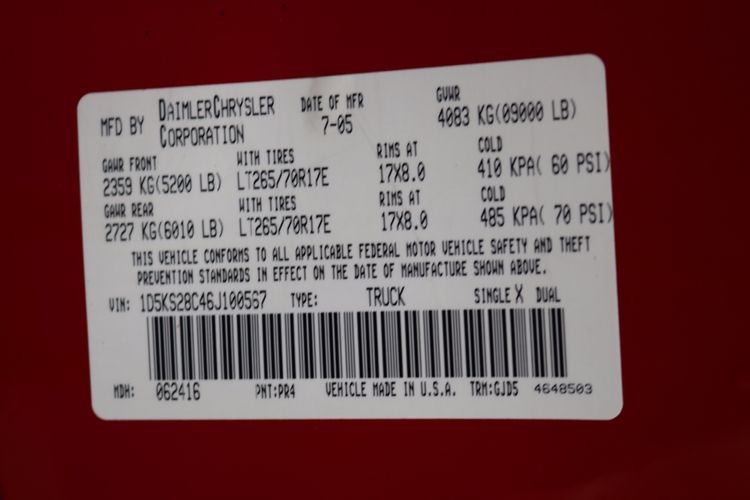 MFD BY DAIMLERCHRYSLER CORPORATION DATE OF MFR 7-05 GVWR 4083 KG(09000 LB)
GAWR FRONT WITH TIRES RIMS AT COLD
2359 KG(5200 LB) LT265/70R17E 17X8.0 410 KPA( 60 PSI)
GAWR REAR WITH TIRES RIMS AT COLD
2727 KG(6010 LB) LT265/70R17E 17X8.0 485 KPA( 70 PSI)
THIS VEHICLE CONFORMS TO ALL APPLICABLE FEDERAL MOTOR VEHICLE SAFETY AND THEFT
PREVENTION STANDARDS IN EFFECT ON THE DATE OF MANUFACTURE SHOWN ABOVE.
VIN: 1D5KS28C46J100567 TYPE: TRUCK SINGLE X DUAL
MDH: 062416 PNT:PR4 VEHICLE MADE IN U.S.A. TRM:GJD5 4648503